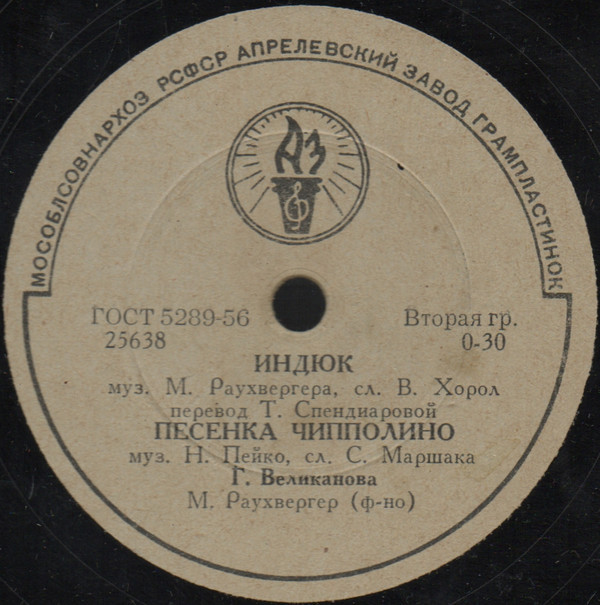 МОСОБЛСОВНАРХОЗ РСФСР АПРЕЛЕВСКИЙ ЗАВОД ГРАМПЛАСТИНОК
АЗ
ГОСТ 5289-56
25638
Вторая гр.
0-30
ИНДЮК
муз. М. Раухвергера, сл. В. Хорол
перевод Т. Спендиаровой
ПЕСЕНКА ЧИППОЛИНО
муз. Н. Пейко, сл. С. Маршака
Г. Великанова
М. Раухвергер (ф-но)